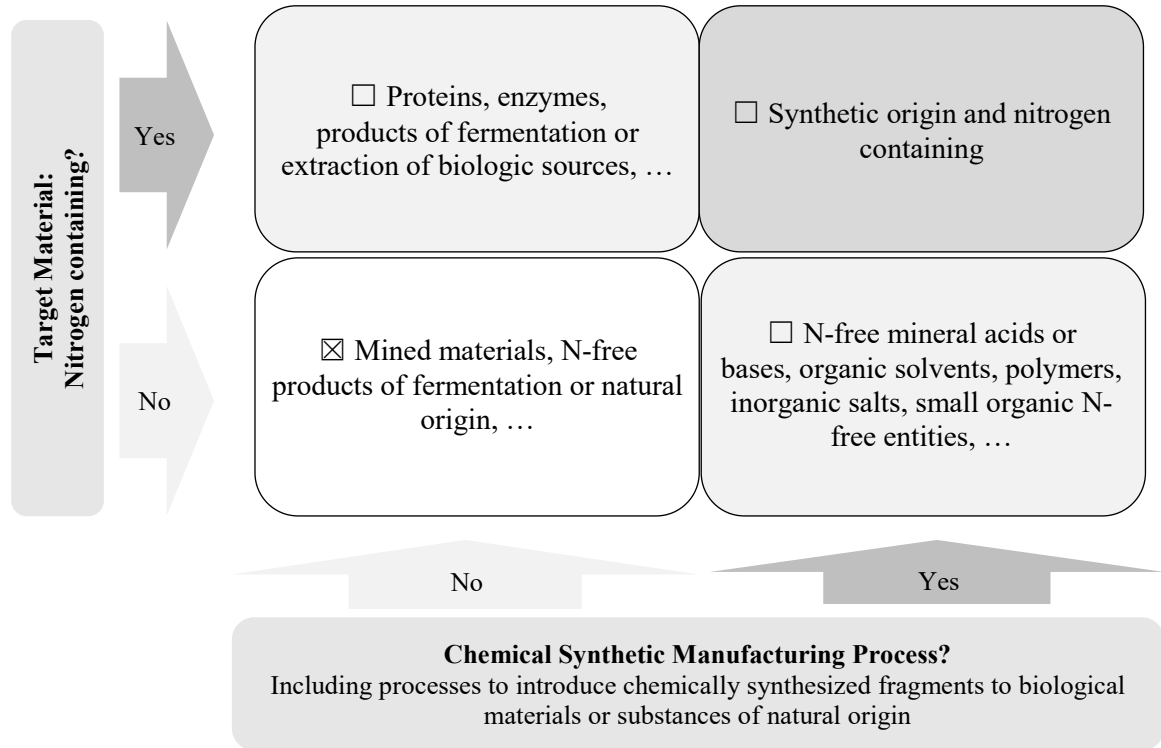 Target Material:
Nitrogen containing?
Yes
☐ Proteins, enzymes,
products of fermentation or
extraction of biologic sources, …
☐ Synthetic origin and nitrogen
containing
No
☒ Mined materials, N-free
products of fermentation or natural
origin, …
☐ N-free mineral acids or
bases, organic solvents, polymers,
inorganic salts, small organic N-
free entities, …
No
Yes
Chemical Synthetic Manufacturing Process?
Including processes to introduce chemically synthesized fragments to biological
materials or substances of natural origin